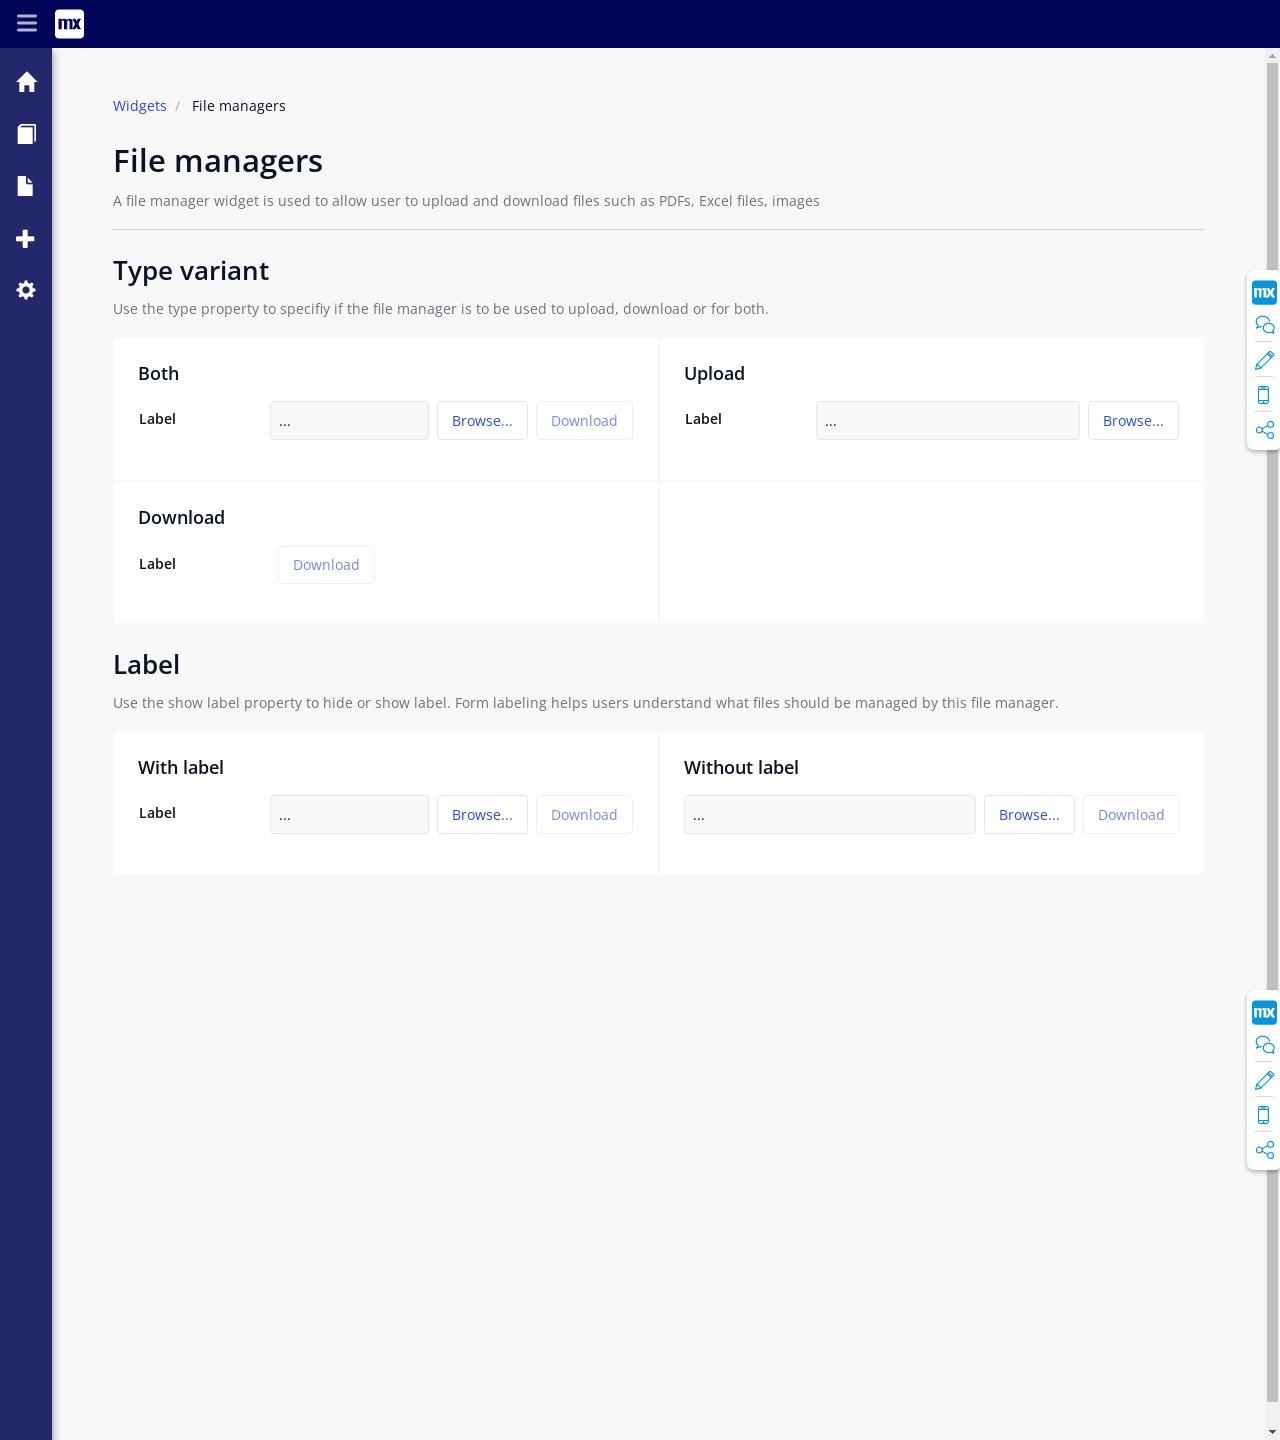 mx
Widgets / File managers
File managers
A file manager widget is used to allow user to upload and download files such as PDFs, Excel files, images
Type variant
Use the type property to specifiy if the file manager is to be used to upload, download or for both.
mx
Both
Label
...
Browse...
Download
Upload
Label
...
Browse...
Download
Label
Download
Label
Use the show label property to hide or show label. Form labeling helps users understand what files should be managed by this file manager.
With label
Label
...
Browse...
Download
Without label
...
Browse...
Download
mx